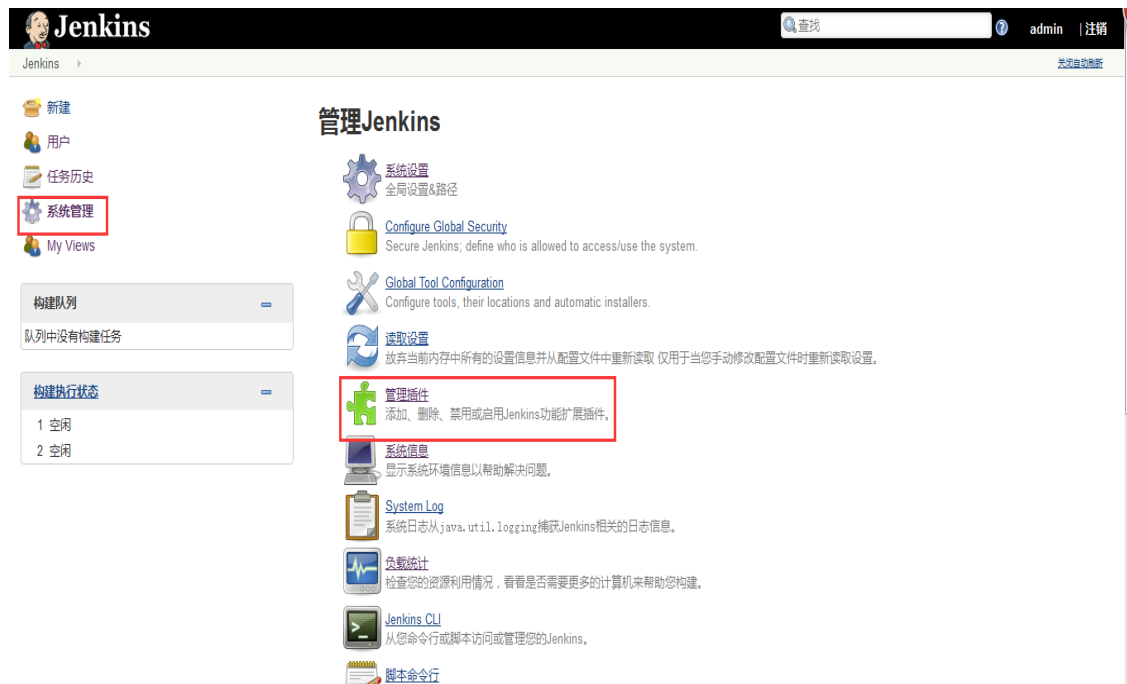 Jenkins
查找
admin
|注销
Jenkins
关闭自动刷新
新建
用户
任务历史
系统管理
My Views
构建队列
队列中没有构建任务
构建执行状态
1 空闲
2 空闲
管理Jenkins
系统设置
全局设置&路径
Configure Global Security
Secure Jenkins; define who is allowed to access/use the system.
Global Tool Configuration
Configure tools, their locations and automatic installers.
读取设置
放弃当前内存中所有的设置信息并从配置文件中重新读取 仅用于当您手动修改配置文件时重新读取设置。
管理插件
添加、删除、禁用或启用Jenkins功能扩展插件。
系统信息
显示系统环境信息以帮助解决问题。
System Log
系统日志从java.util.logging捕获Jenkins相关的日志信息。
负载统计
检查您的资源利用情况，看看是否需要更多的计算机来帮助您构建。
Jenkins CLI
从您命令行或脚本访问或管理您的Jenkins。
脚本命令行